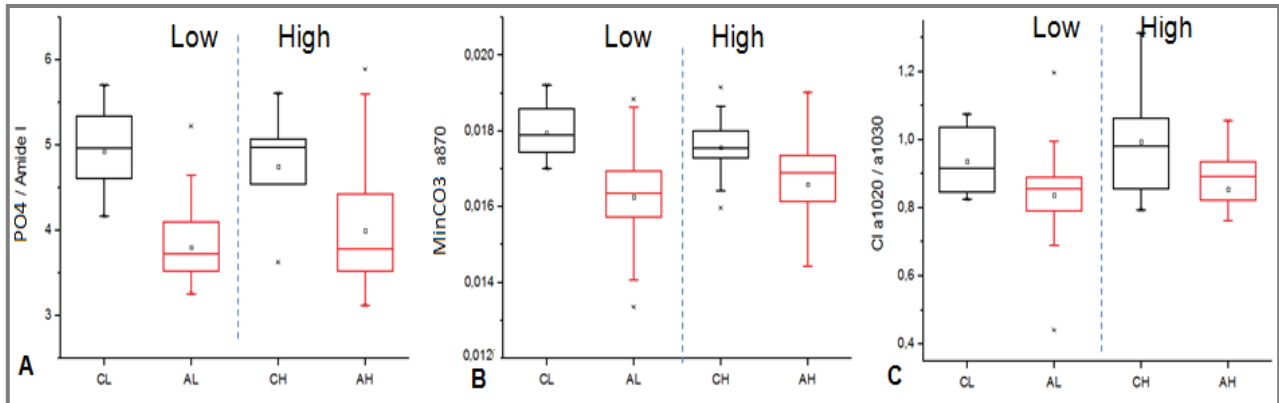 Low High
PO4 / Amide I
6
5
4
3
CL AL CH AH
A
Low High
MinCO3 a870
0,020
0,018
0,016
0,014
0,012
CL AL CH AH
B
Low High
CI a1020 / a1030
1,2
1,0
0,8
0,6
0,4
CL AL CH AH
C